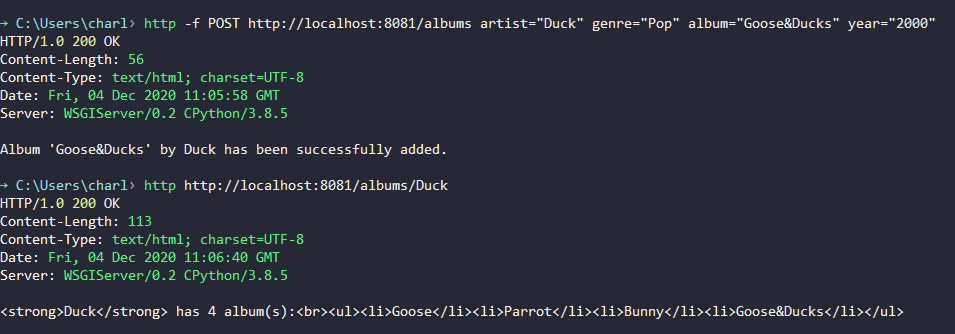 → C:\Users\charl› http -f POST http://localhost:8081/albums artist="Duck" genre="Pop" album="Goose&Ducks" year="2000"
HTTP/1.0 200 OK
Content-Length: 56
Content-Type: text/html; charset=UTF-8
Date: Fri, 04 Dec 2020 11:05:58 GMT
Server: WSGIServer/0.2 CPython/3.8.5
Album 'Goose&Ducks' by Duck has been successfully added.
→ C:\Users\charl› http http://localhost:8081/albums/Duck
HTTP/1.0 200 OK
Content-Length: 113
Content-Type: text/html; charset=UTF-8
Date: Fri, 04 Dec 2020 11:06:40 GMT
Server: WSGIServer/0.2 CPython/3.8.5
<strong>Duck</strong> has 4 album(s):<br><ul><li>Goose</li><li>Parrot</li><li>Bunny</li><li>Goose&Ducks</li></ul>